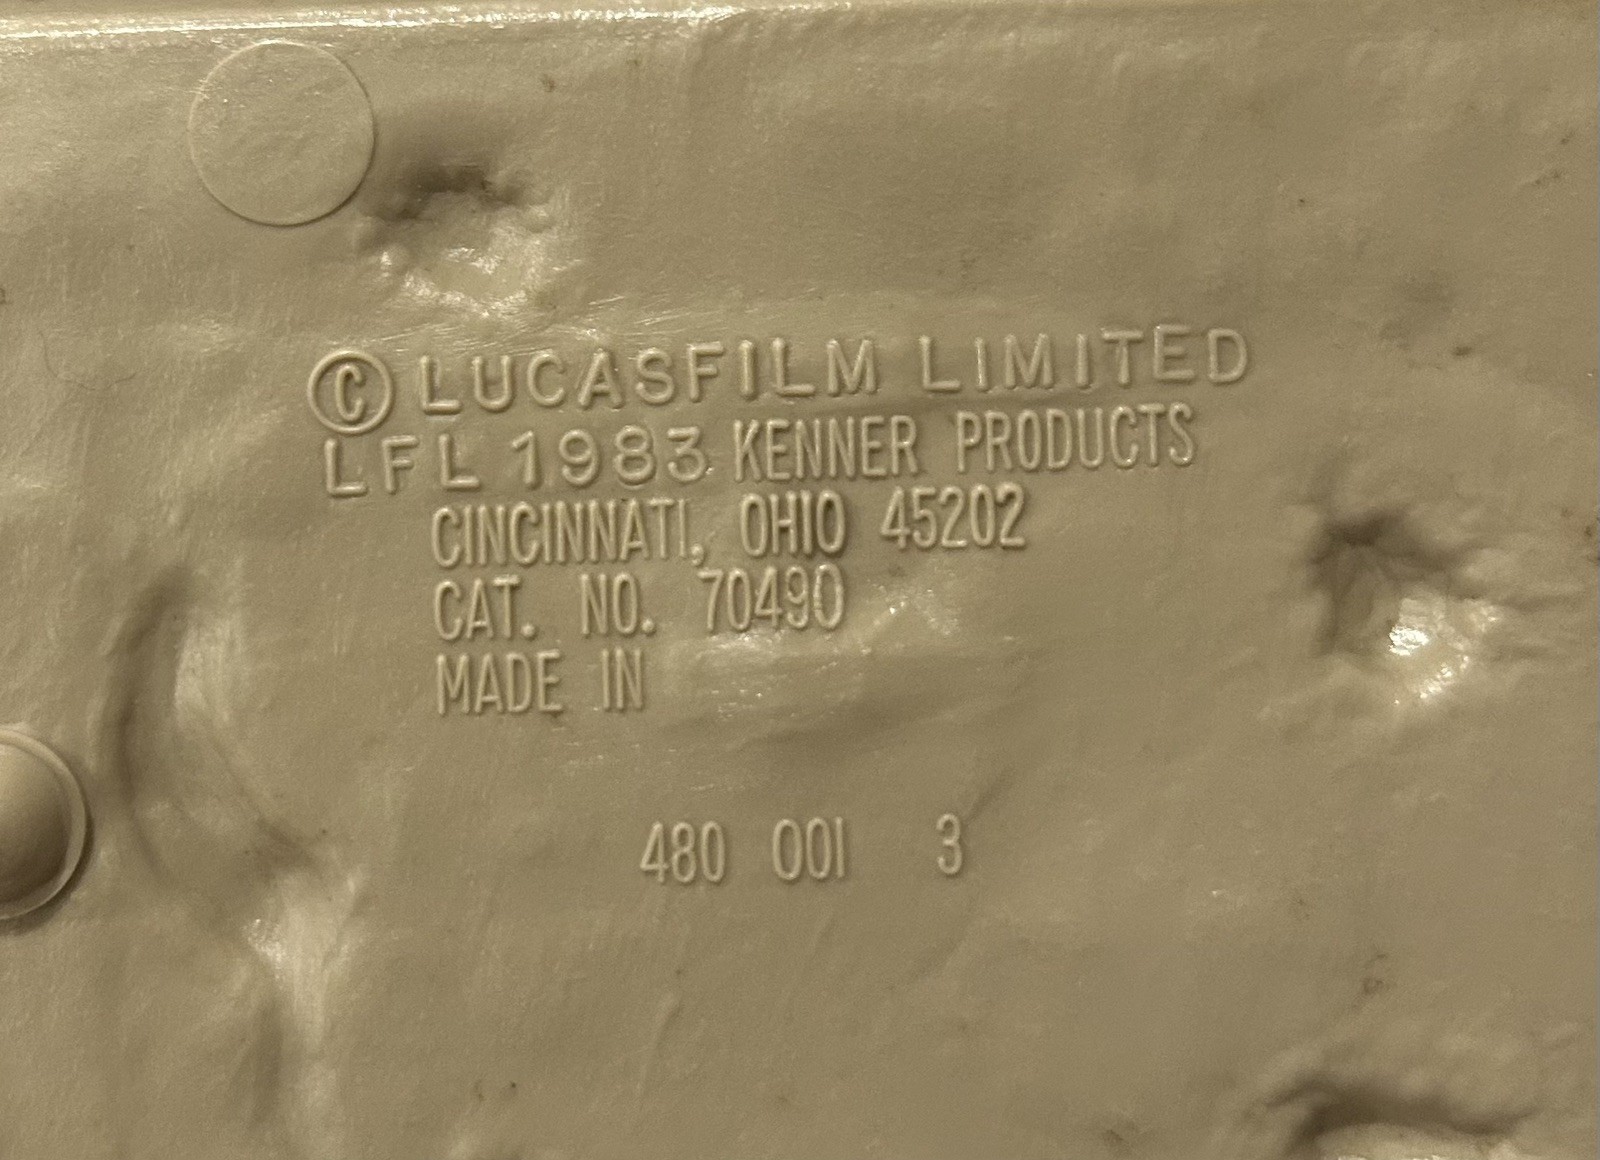 © LUCASFILM LIMITED
LFL 1983 KENNER PRODUCTS
CINCINNATI, OHIO 45202
CAT. NO. 70490
MADE IN
480 001 3